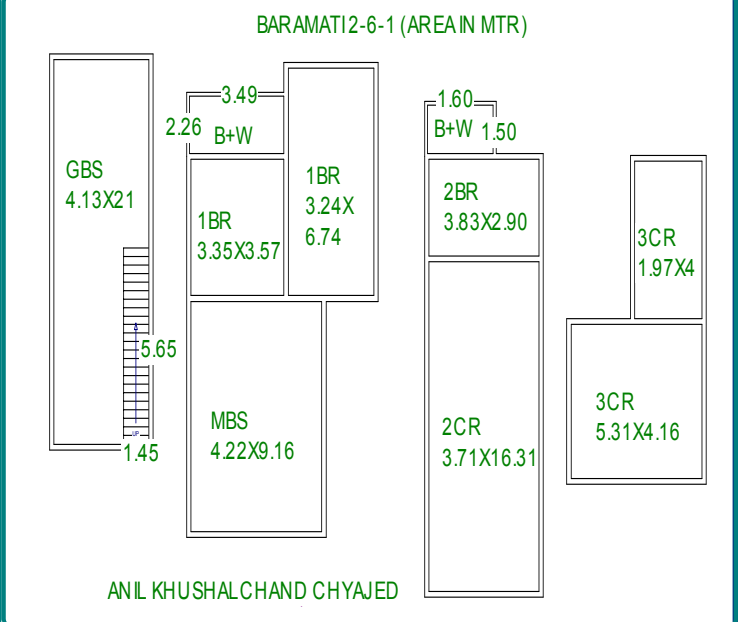 BARAMATI 2-6-1 (AREA IN MTR)
GBS
4.13X21
5.65
UP
1.45
3.49
2.26
B+W
1BR
3.35X3.57
1BR
3.24X
6.74
MBS
4.22X9.16
1.60
B+W
1.50
2BR
3.83X2.90
2CR
3.71X16.31
3CR
1.97X4
3CR
5.31X4.16
ANIL KHUSHALCHAND CHYAJED